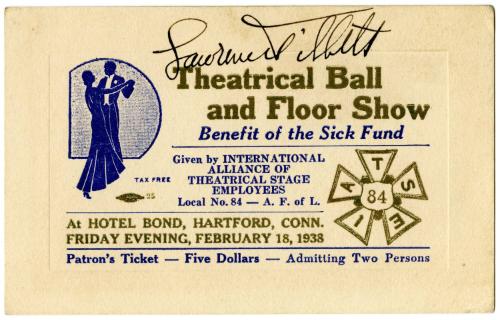 Lawrence Tibbett
Theatrical Ball
and Floor Show
Benefit of the Sick Fund
Given by INTERNATIONAL
ALLIANCE OF
THEATRICAL STAGE
EMPLOYEES
Local No. 84 — A. F. of L.
TAX FREE
25
I A T S E
84
At HOTEL BOND, HARTFORD, CONN.
FRIDAY EVENING, FEBRUARY 18, 1938
Patron's Ticket — Five Dollars — Admitting Two Persons